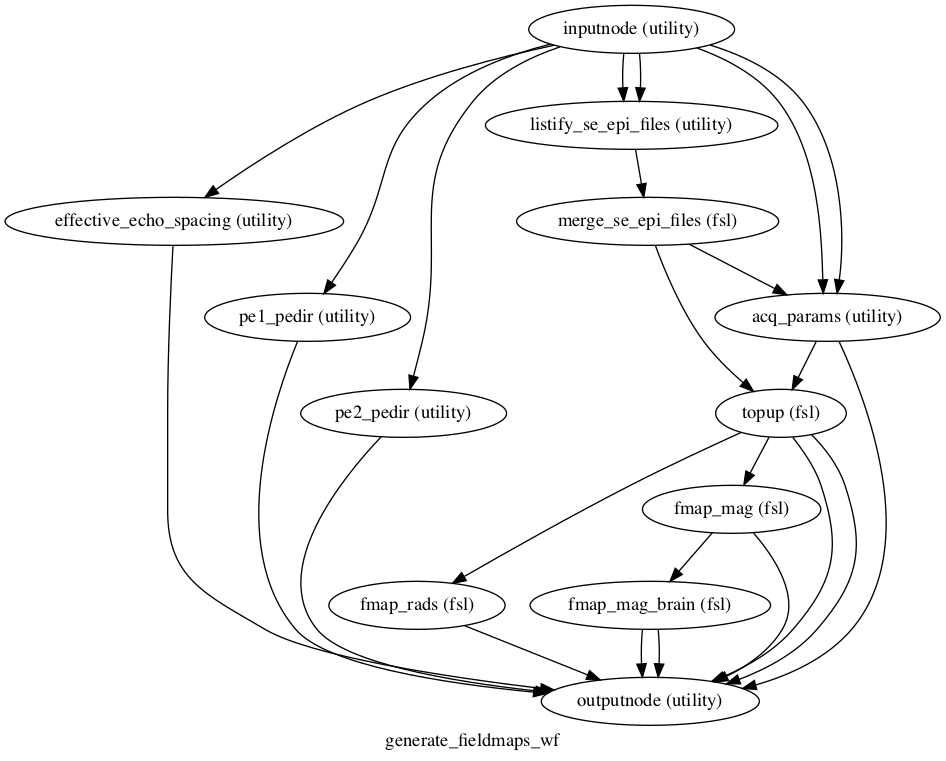 inputnode (utility)
listify_se_epi_files (utility)
effective_echo_spacing (utility)
merge_se_epi_files (fsl)
pe1_pedir (utility)
acq_params (utility)
pe2_pedir (utility)
topup (fsl)
fmap_mag (fsl)
fmap_rads (fsl)
fmap_mag_brain (fsl)
outputnode (utility)
generate_fieldmaps_wf